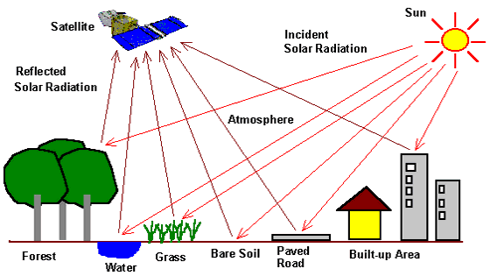 Sun
Satellite
Incident
Solar Radiation
Reflected
Solar Radiation
Atmosphere
Forest
Water
Grass
Bare Soil
Paved
Road
Built-up Area